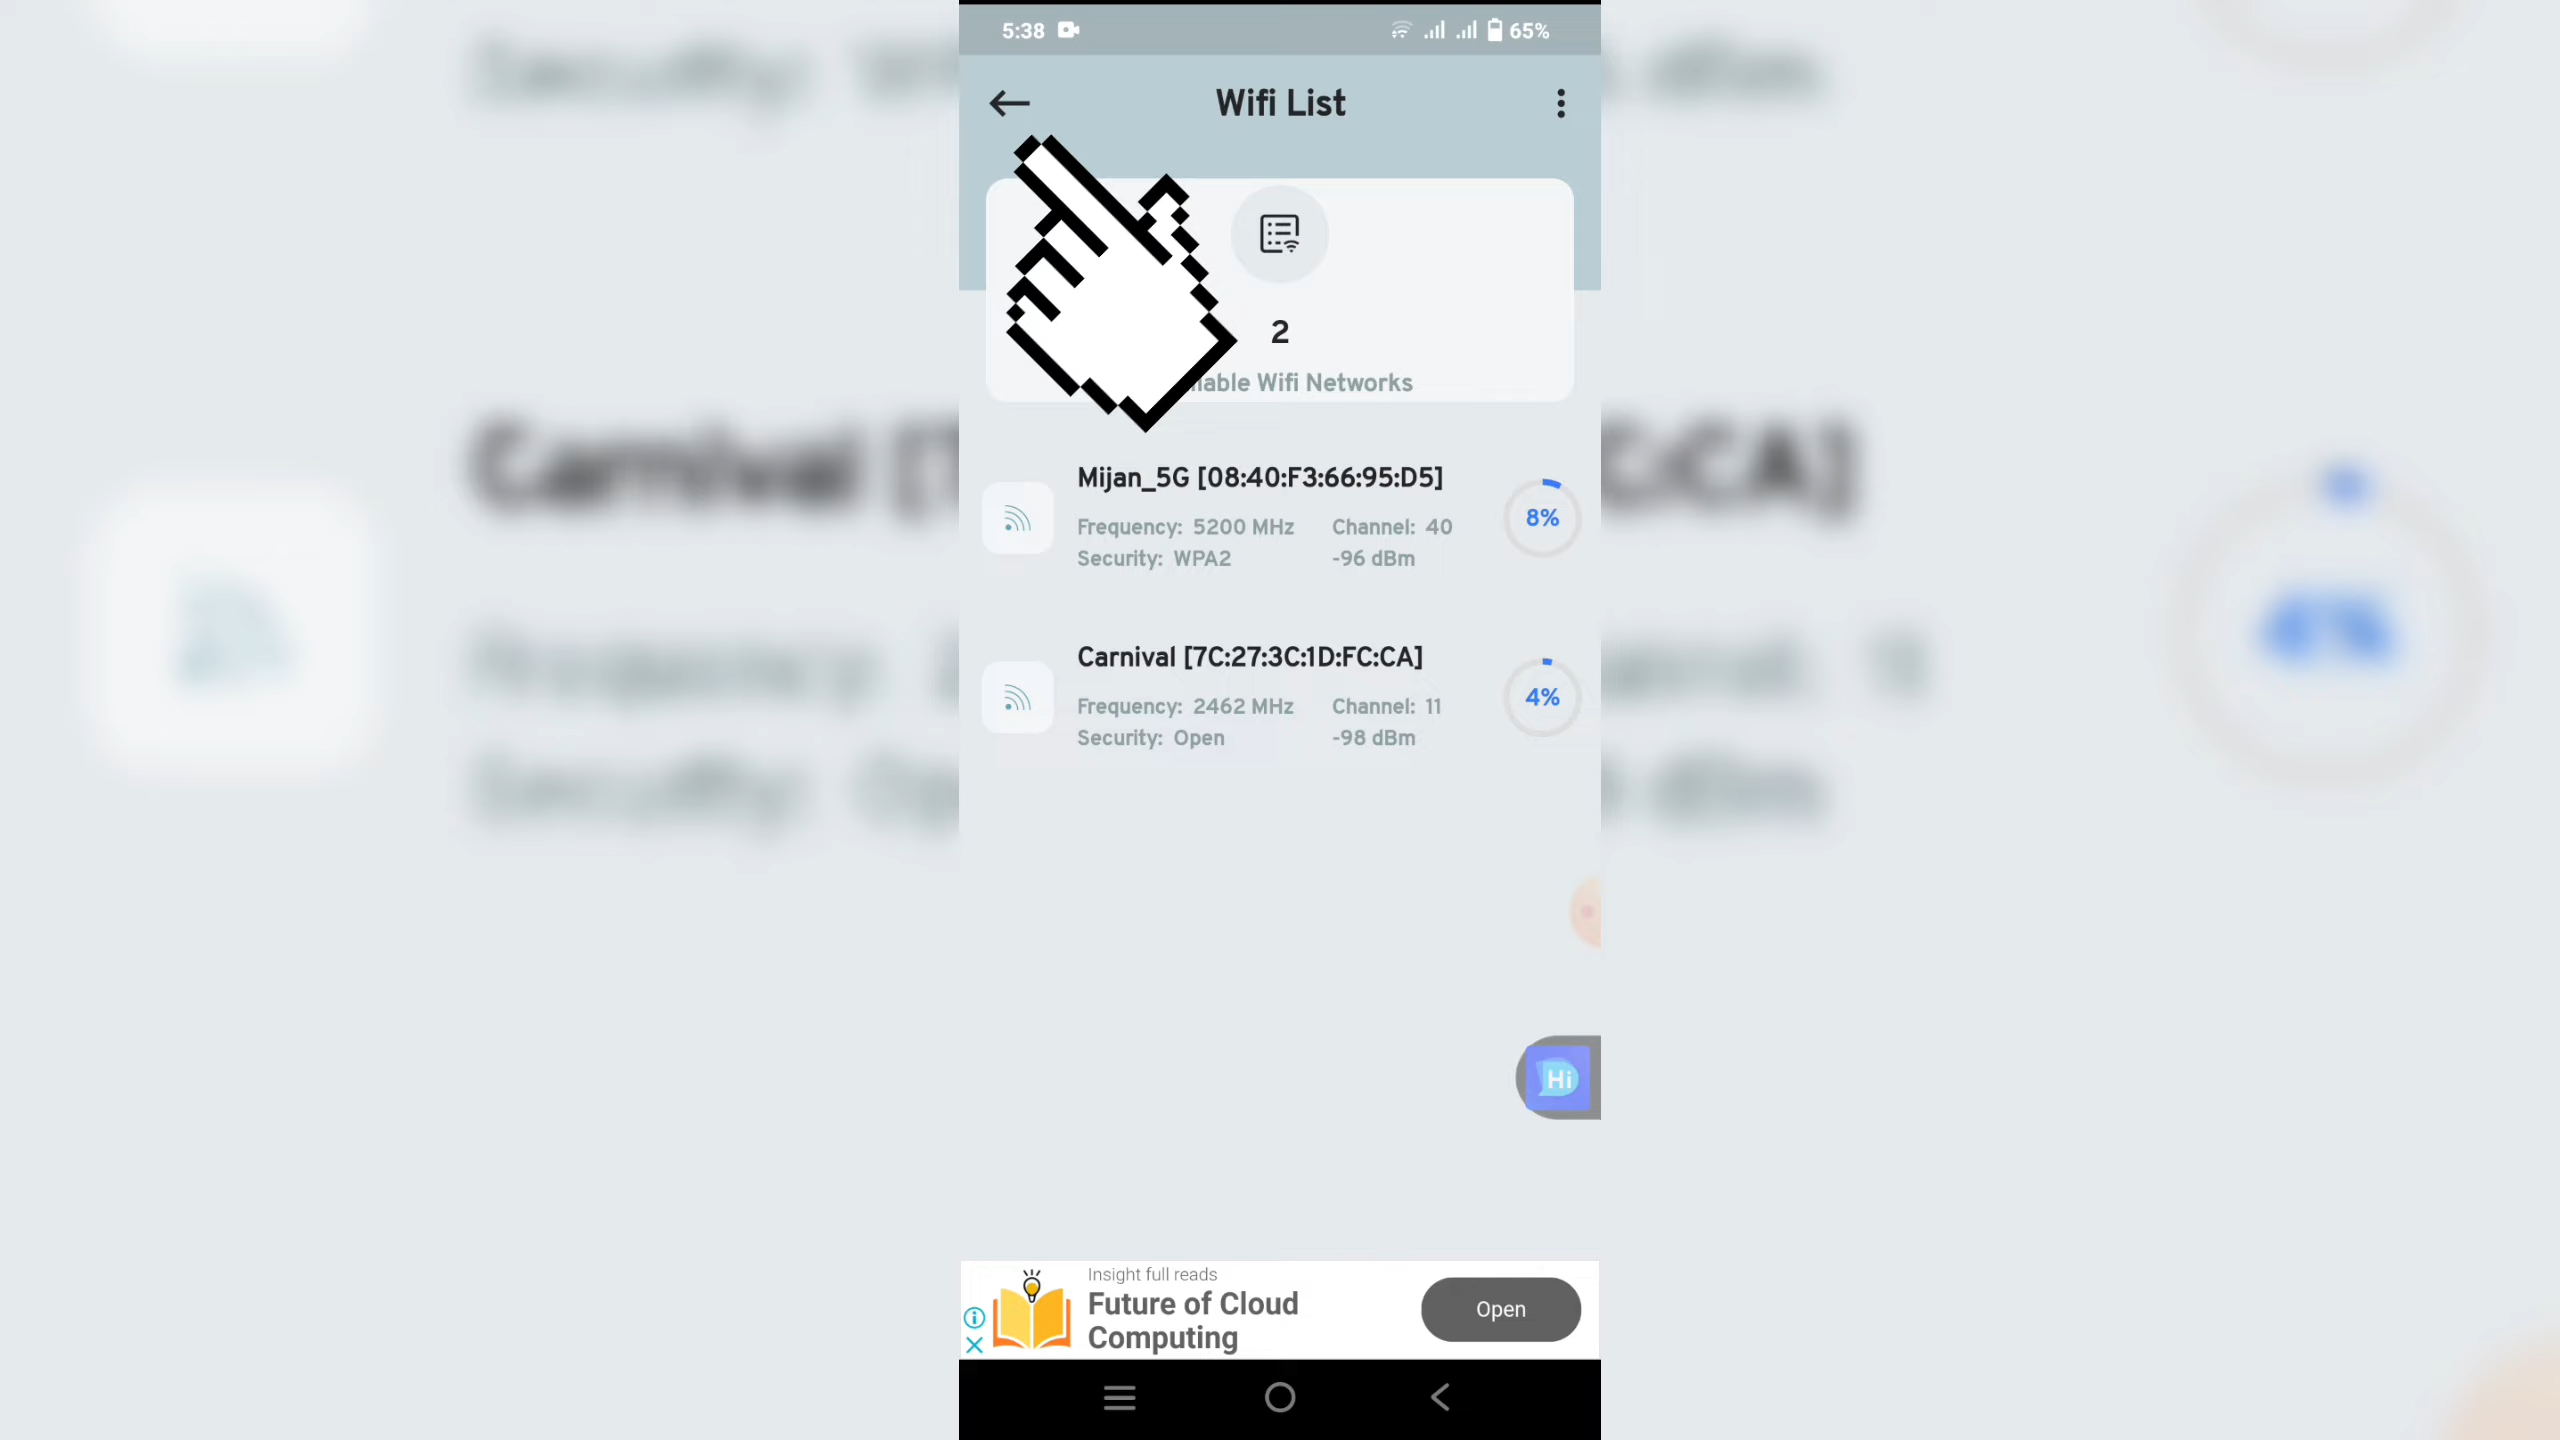 5:38
65%
Wifi List
2
Wifi Networks
Mijan_5G [08:40:F3:66:95:D5]
Frequency: 5200 MHz Channel: 40
Security: WPA2 -96 dBm
8%
Carnival [7C:27:3C:1D:FC:CA]
Frequency: 2462 MHz Channel: 11
Security: Open -98 dBm
4%
Hi
Insight full reads
Future of Cloud
Computing
Open